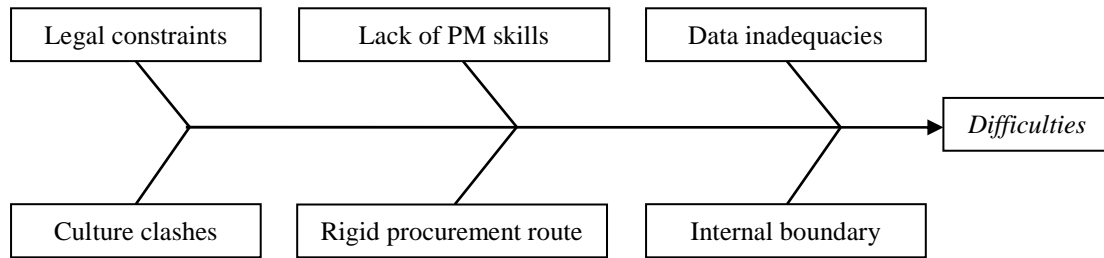 Legal constraints
Lack of PM skills
Data inadequacies
Difficulties
Culture clashes
Rigid procurement route
Internal boundary